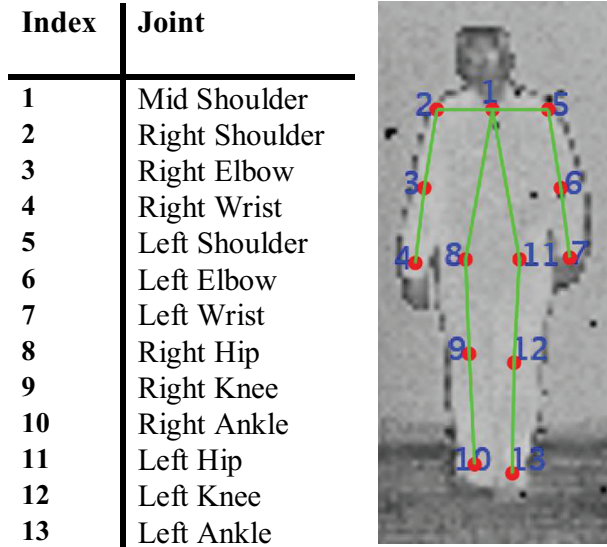 Index Joint
1 Mid Shoulder
2 Right Shoulder
3 Right Elbow
4 Right Wrist
5 Left Shoulder
6 Left Elbow
7 Left Wrist
8 Right Hip
9 Right Knee
10 Right Ankle
11 Left Hip
12 Left Knee
13 Left Ankle
2 1 5
3 6
4 8 11 7
9 12
10 13